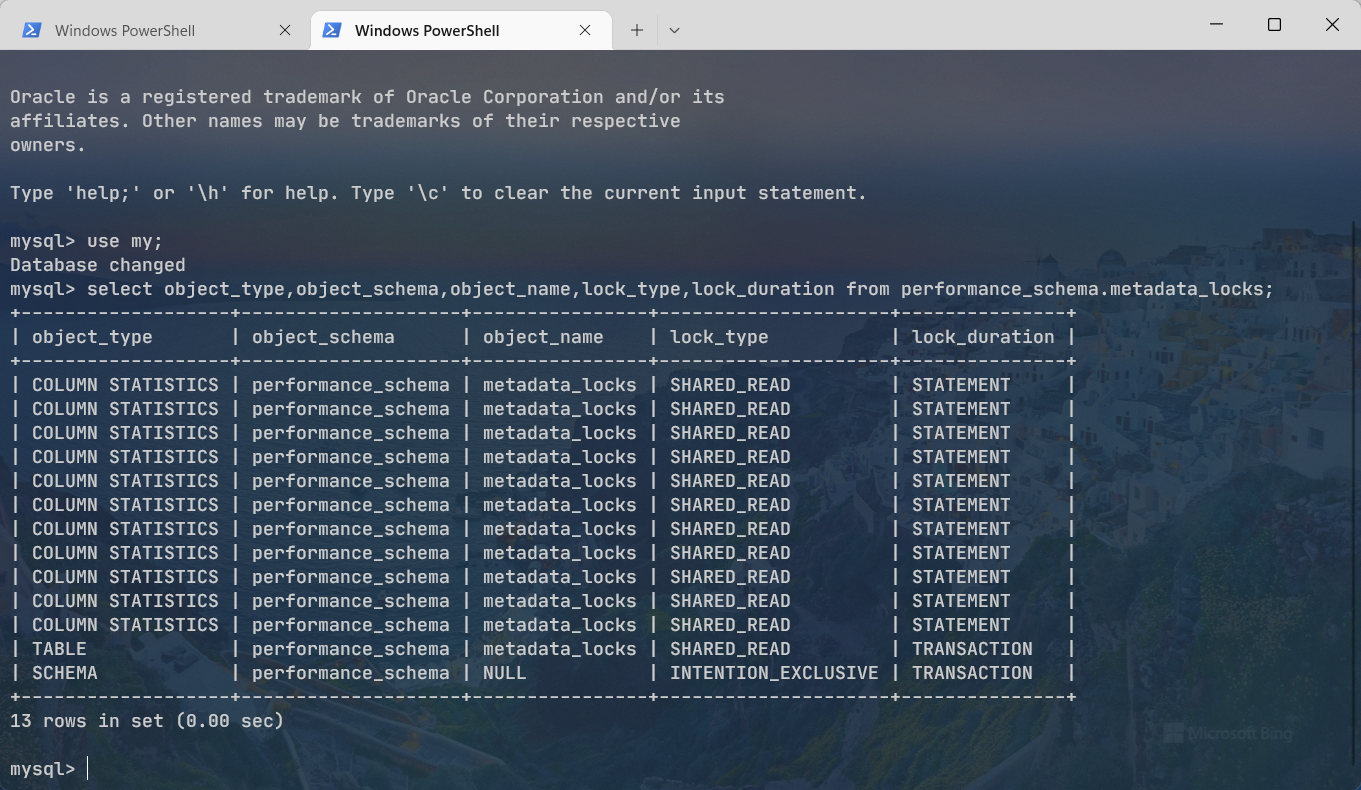 Windows PowerShell
Windows PowerShell
Oracle is a registered trademark of Oracle Corporation and/or its
affiliates. Other names may be trademarks of their respective
owners.
Type 'help;' or '\h' for help. Type '\c' to clear the current input statement.
mysql> use my;
Database changed
mysql> select object_type,object_schema,object_name,lock_type,lock_duration from performance_schema.metadata_locks;
+-------------------+--------------------+----------------+---------------------+---------------+
| object_type       | object_schema      | object_name    | lock_type           | lock_duration |
+-------------------+--------------------+----------------+---------------------+---------------+
| COLUMN STATISTICS | performance_schema | metadata_locks | SHARED_READ         | STATEMENT     |
| COLUMN STATISTICS | performance_schema | metadata_locks | SHARED_READ         | STATEMENT     |
| COLUMN STATISTICS | performance_schema | metadata_locks | SHARED_READ         | STATEMENT     |
| COLUMN STATISTICS | performance_schema | metadata_locks | SHARED_READ         | STATEMENT     |
| COLUMN STATISTICS | performance_schema | metadata_locks | SHARED_READ         | STATEMENT     |
| COLUMN STATISTICS | performance_schema | metadata_locks | SHARED_READ         | STATEMENT     |
| COLUMN STATISTICS | performance_schema | metadata_locks | SHARED_READ         | STATEMENT     |
| COLUMN STATISTICS | performance_schema | metadata_locks | SHARED_READ         | STATEMENT     |
| COLUMN STATISTICS | performance_schema | metadata_locks | SHARED_READ         | STATEMENT     |
| COLUMN STATISTICS | performance_schema | metadata_locks | SHARED_READ         | STATEMENT     |
| COLUMN STATISTICS | performance_schema | metadata_locks | SHARED_READ         | STATEMENT     |
| TABLE             | performance_schema | metadata_locks | SHARED_READ         | TRANSACTION   |
| SCHEMA            | performance_schema | NULL           | INTENTION_EXCLUSIVE | TRANSACTION   |
+-------------------+--------------------+----------------+---------------------+---------------+
13 rows in set (0.00 sec)
Microsoft Bing
mysql>